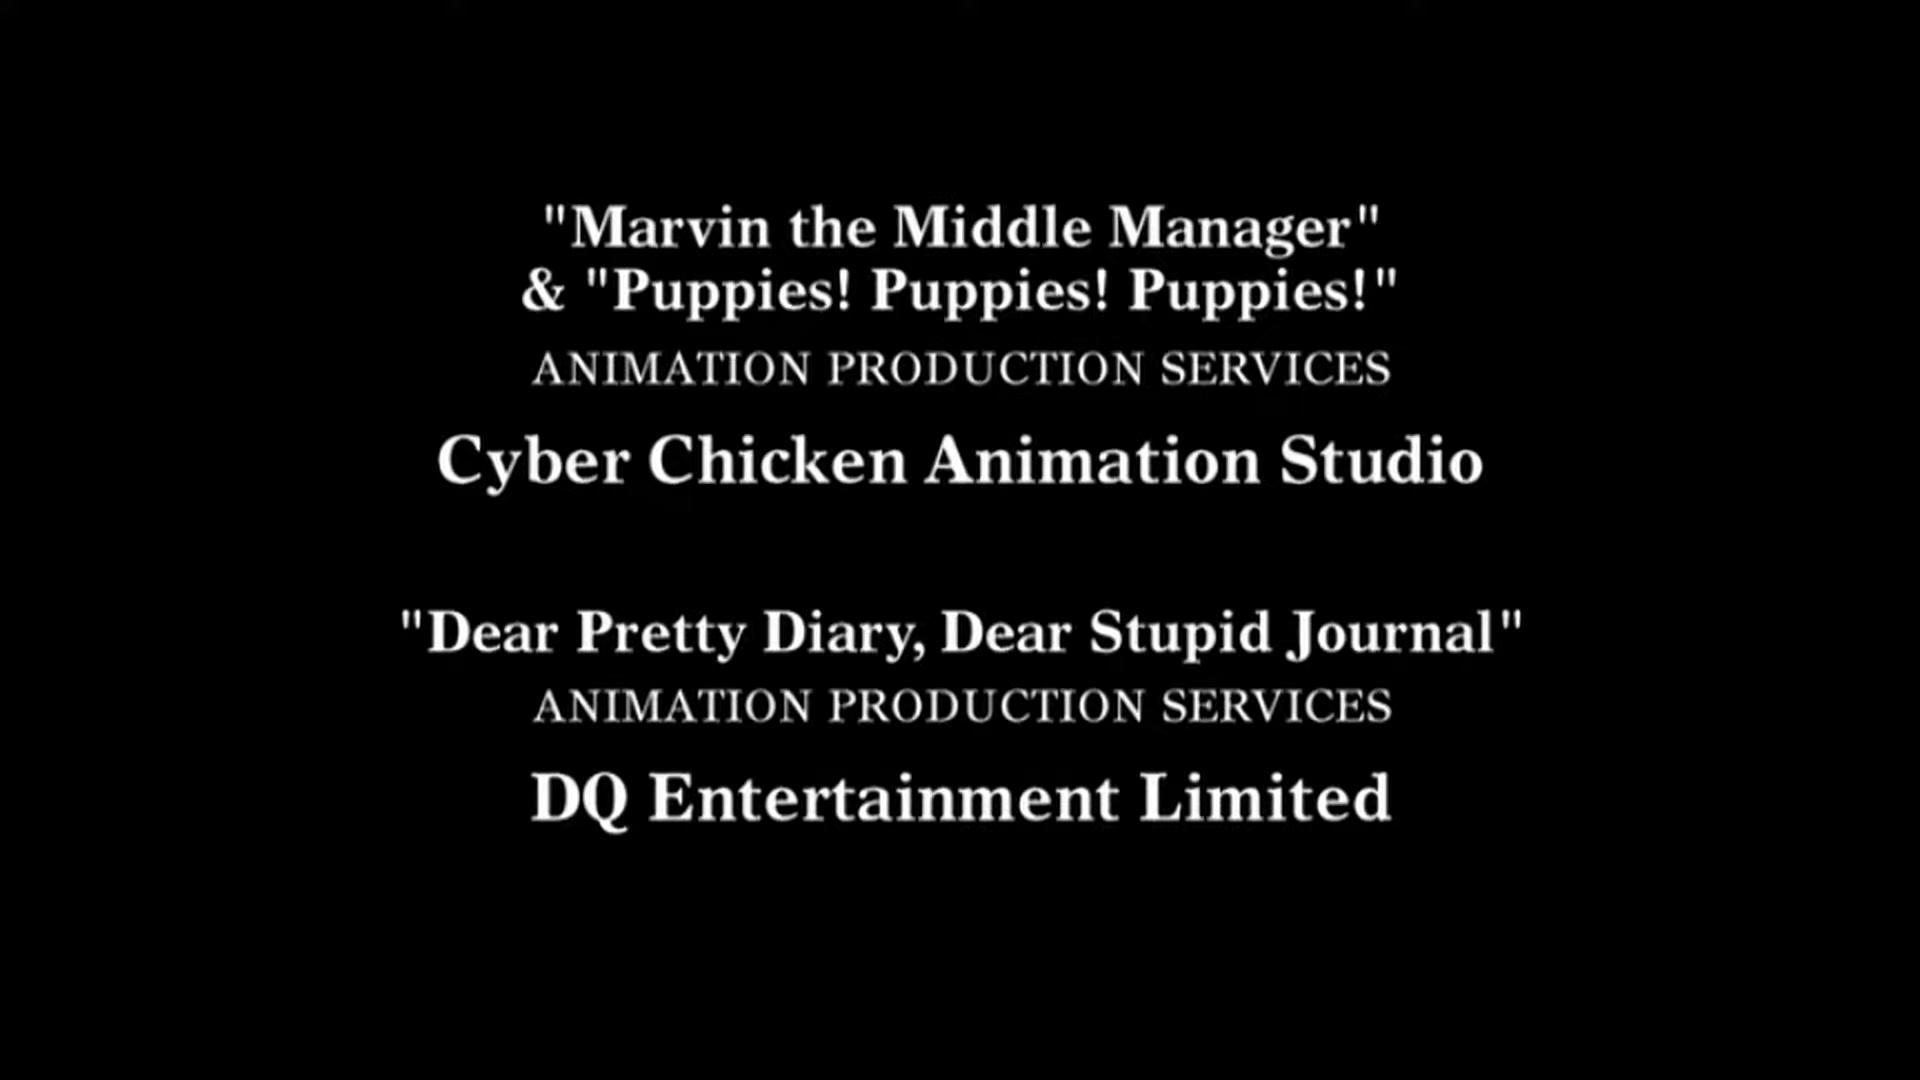 "Marvin the Middle Manager"
& "Puppies! Puppies! Puppies!"
ANIMATION PRODUCTION SERVICES
Cyber Chicken Animation Studio
"Dear Pretty Diary, Dear Stupid Journal"
ANIMATION PRODUCTION SERVICES
DQ Entertainment Limited